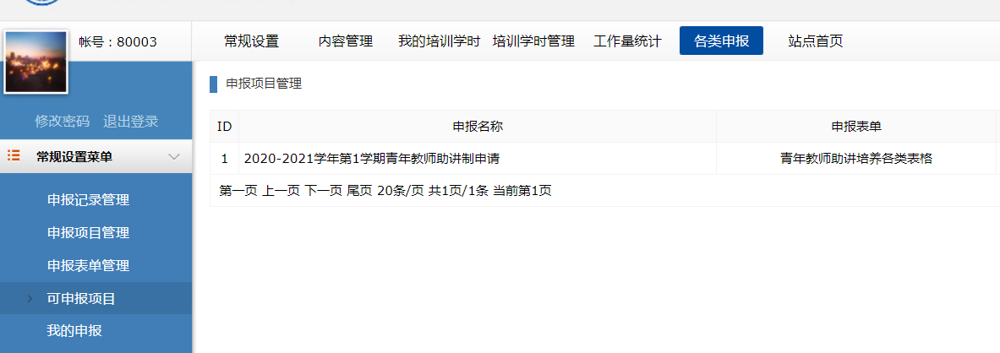 帐号：80003
常规设置 内容管理 我的培训学时 培训学时管理 工作量统计 各类申报 站点首页
修改密码 退出登录
常规设置菜单
申报记录管理
申报项目管理
申报表单管理
可申报项目
我的申报
申报项目管理
ID 申报名称 申报表单
1 2020-2021学年第1学期青年教师助讲制申请 青年教师助讲培养各类表格
第一页 上一页 下一页 尾页 20条/页 共1页/1条 当前第1页